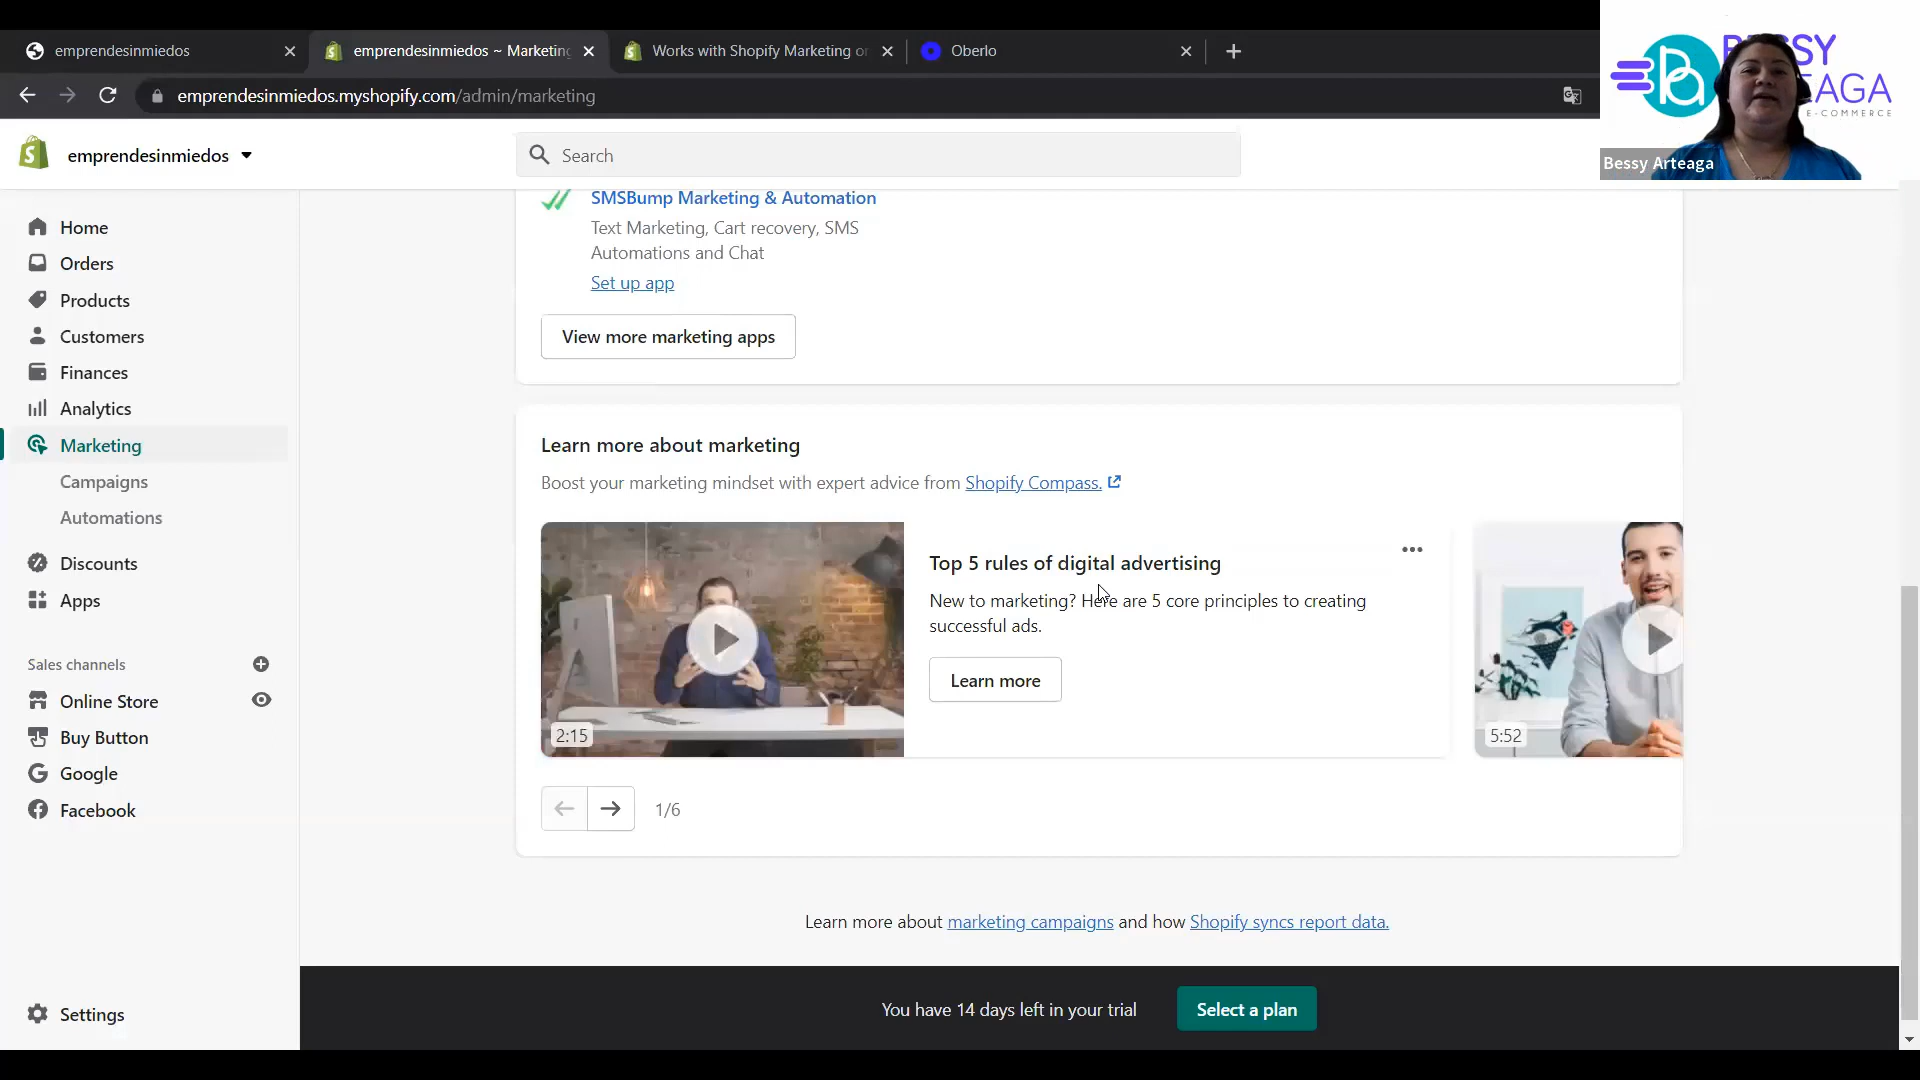 emprendesinmiedos
emprendesinmiedos ~ Marketing
Works with Shopify Marketing or
Oberlo
emprendesinmiedos.myshopify.com/admin/marketing
B SSY
TEAGA
E-COMMERCE
Bessy Arteaga
emprendesinmiedos
Search
Home
Orders
Products
Customers
Finances
Analytics
Marketing
Campaigns
Automations
Discounts
Apps
Sales channels
Online Store
Buy Button
Google
Facebook
Settings
SMSBump Marketing & Automation
Text Marketing, Cart recovery, SMS
Automations and Chat
Set up app
View more marketing apps
Learn more about marketing
Boost your marketing mindset with expert advice from Shopify Compass.
2:15
Top 5 rules of digital advertising
New to marketing? Here are 5 core principles to creating
successful ads.
Learn more
5:52
1/6
Learn more about marketing campaigns and how Shopify syncs report data.
You have 14 days left in your trial
Select a plan